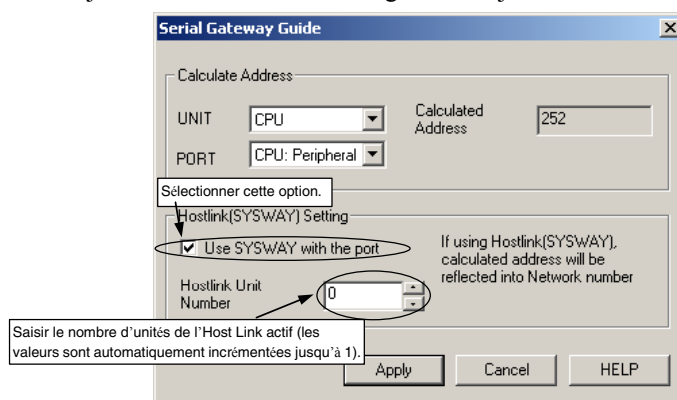 Serial Gateway Guide
Calculate Address
UNIT
CPU
Calculated
Address
252
PORT
CPU: Peripheral
Sélectionner cette option.
Hostlink(SYSWAY) Setting
Use SYSWAY with the port
If using Hostlink(SYSWAY),
calculated address will be
reflected into Network number
Hostlink Unit
Number
0
Saisir le nombre d'unités de l'Host Link actif (les
valeurs sont automatiquement incrémentées jusqu'à 1).
Apply
Cancel
HELP